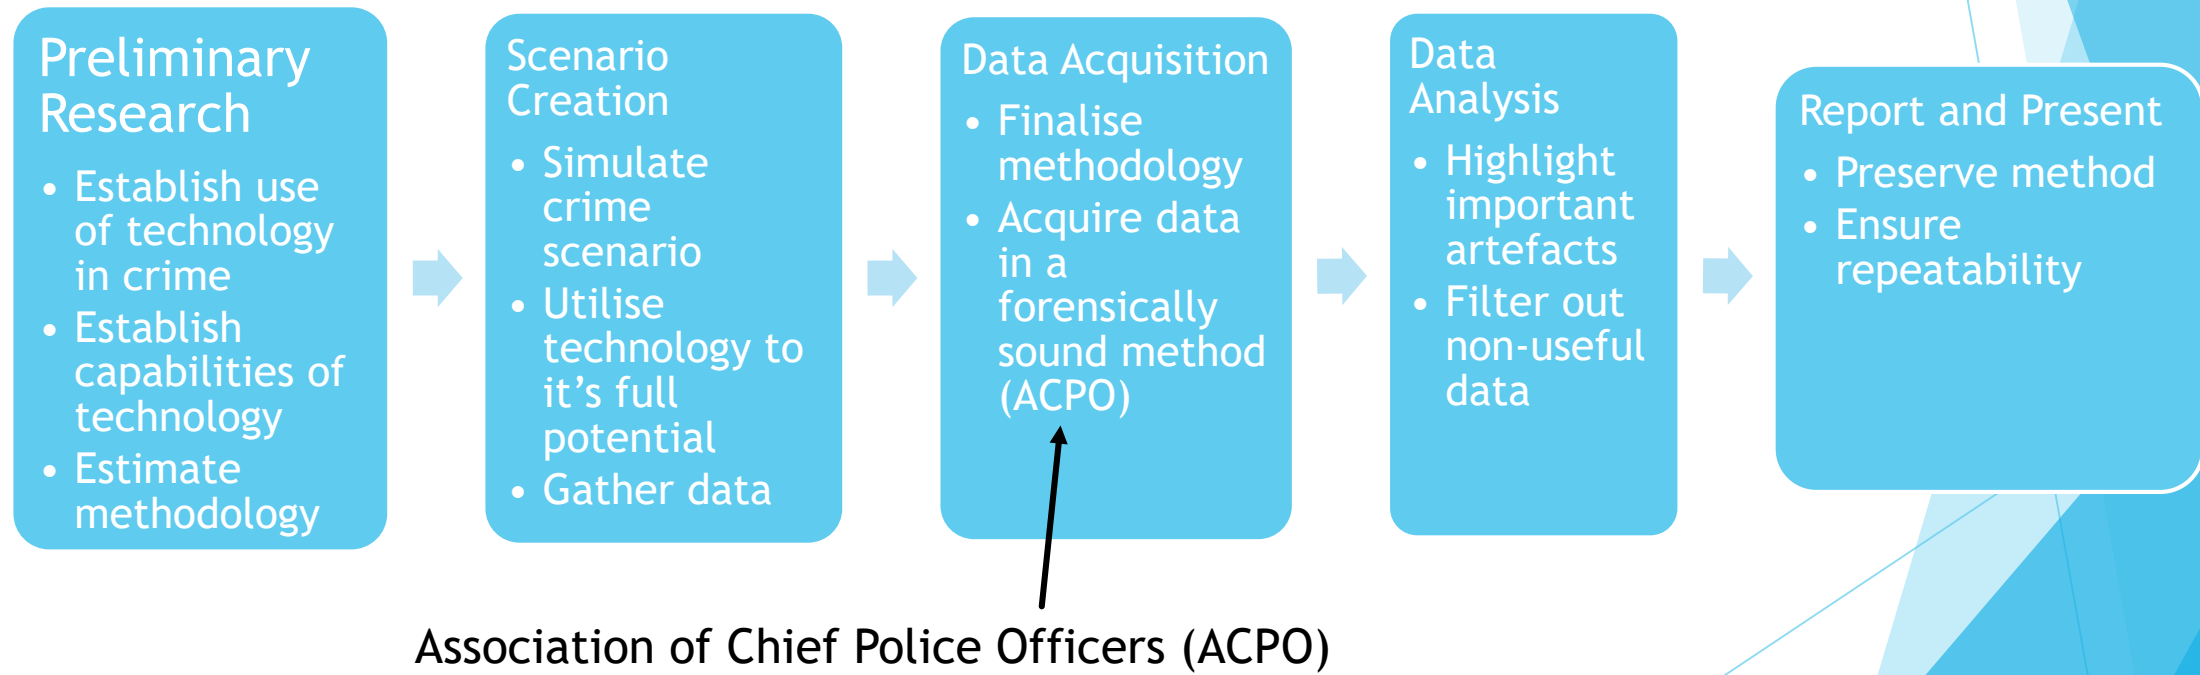 Preliminary
Research
• Establish use
of technology
in crime
• Establish
capabilities of
technology
• Estimate
methodology
Scenario
Creation
• Simulate
crime
scenario
• Utilise
technology to
it’s full
potential
• Gather data
Data Acquisition
• Finalise
methodology
• Acquire data
in a
forensically
sound method
(ACPO)
Data
Analysis
• Highlight
important
artefacts
• Filter out
non-useful
data
Report and Present
• Preserve method
• Ensure
repeatability
Association of Chief Police Officers (ACPO)